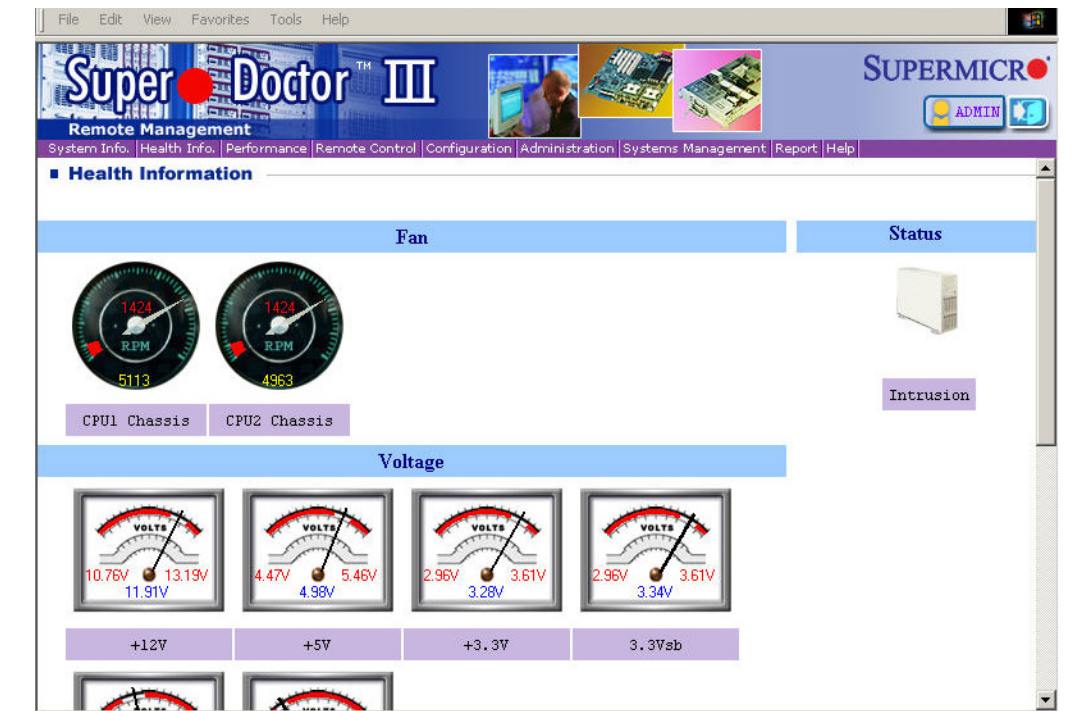 File Edit View Favorites Tools Help
Super Doctor™ III
SUPERMICRO
ADMIN
Remote Management
System Info. Health Info. Performance Remote Control Configuration Administration Systems Management Report Help
Health Information
Fan
Status
1424
RPM
5113
1424
RPM
4963
CPU1 Chassis
CPU2 Chassis
Intrusion
Voltage
VOLTS
10.76V 13.19V
11.91V
VOLTS
4.47V 5.46V
4.98V
VOLTS
2.96V 3.61V
3.28V
VOLTS
2.96V 3.61V
3.34V
+12V
+5V
+3.3V
3.3Vsb